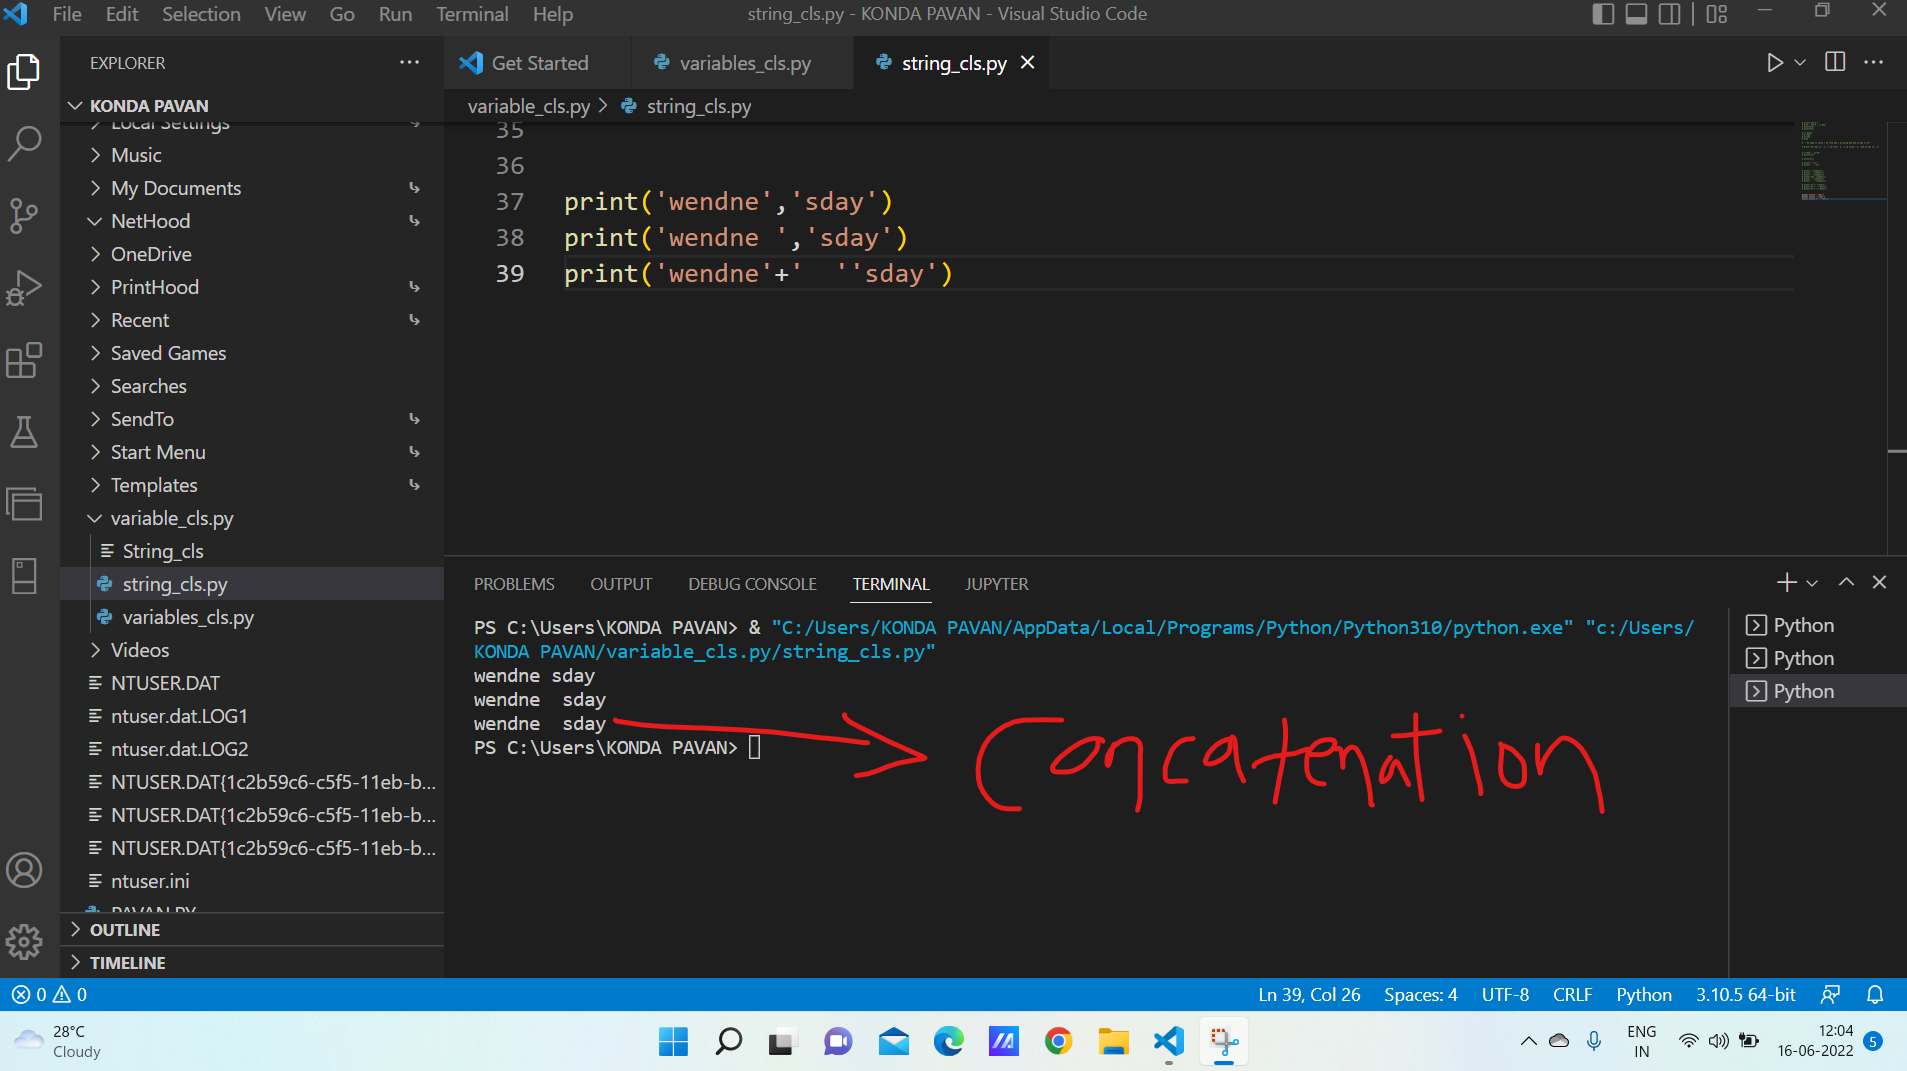 File Edit Selection View Go Run Terminal Help string_cls.py - KONDA PAVAN - Visual Studio Code
EXPLORER
Get Started variables_cls.py string_cls.py
KONDA PAVAN
variable_cls.py > string_cls.py
Local Settings
Music
My Documents
NetHood
OneDrive
PrintHood
Recent
Saved Games
Searches
SendTo
Start Menu
Templates
variable_cls.py
String_cls
string_cls.py
variables_cls.py
Videos
NTUSER.DAT
ntuser.dat.LOG1
ntuser.dat.LOG2
NTUSER.DAT{1c2b59c6-c5f5-11eb-b...
NTUSER.DAT{1c2b59c6-c5f5-11eb-b...
NTUSER.DAT{1c2b59c6-c5f5-11eb-b...
ntuser.ini
PAVAN.PY
OUTLINE
TIMELINE
35
36
37 print('wendne','sday')
38 print('wendne ','sday')
39 print('wendne'+'  ''sday')
PROBLEMS OUTPUT DEBUG CONSOLE TERMINAL JUPYTER
PS C:\Users\KONDA PAVAN> & "C:/Users/KONDA PAVAN/AppData/Local/Programs/Python/Python310/python.exe" "c:/Users/
KONDA PAVAN/variable_cls.py/string_cls.py"
wendne sday
wendne  sday
wendne  sday
PS C:\Users\KONDA PAVAN>
Concatenation
Python
Python
Python
0 0 Ln 39, Col 26 Spaces: 4 UTF-8 CRLF Python 3.10.5 64-bit
28°C
Cloudy
ENG
IN
12:04
16-06-2022
5